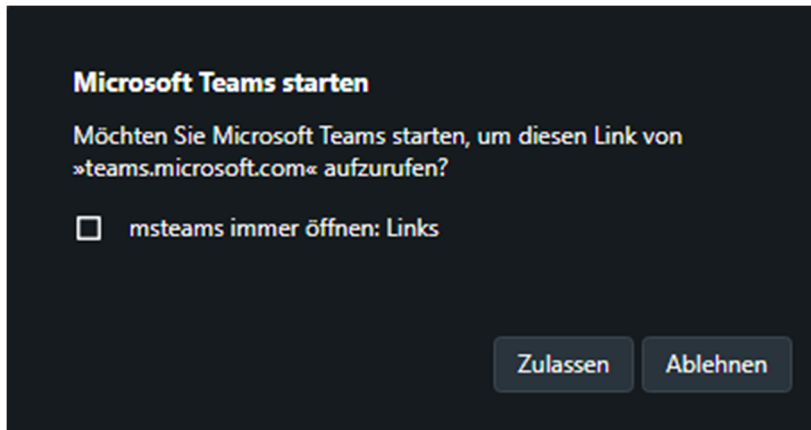 Microsoft Teams starten
Möchten Sie Microsoft Teams starten, um diesen Link von
»teams.microsoft.com« aufzurufen?
msteams immer öffnen: Links
Zulassen Ablehnen